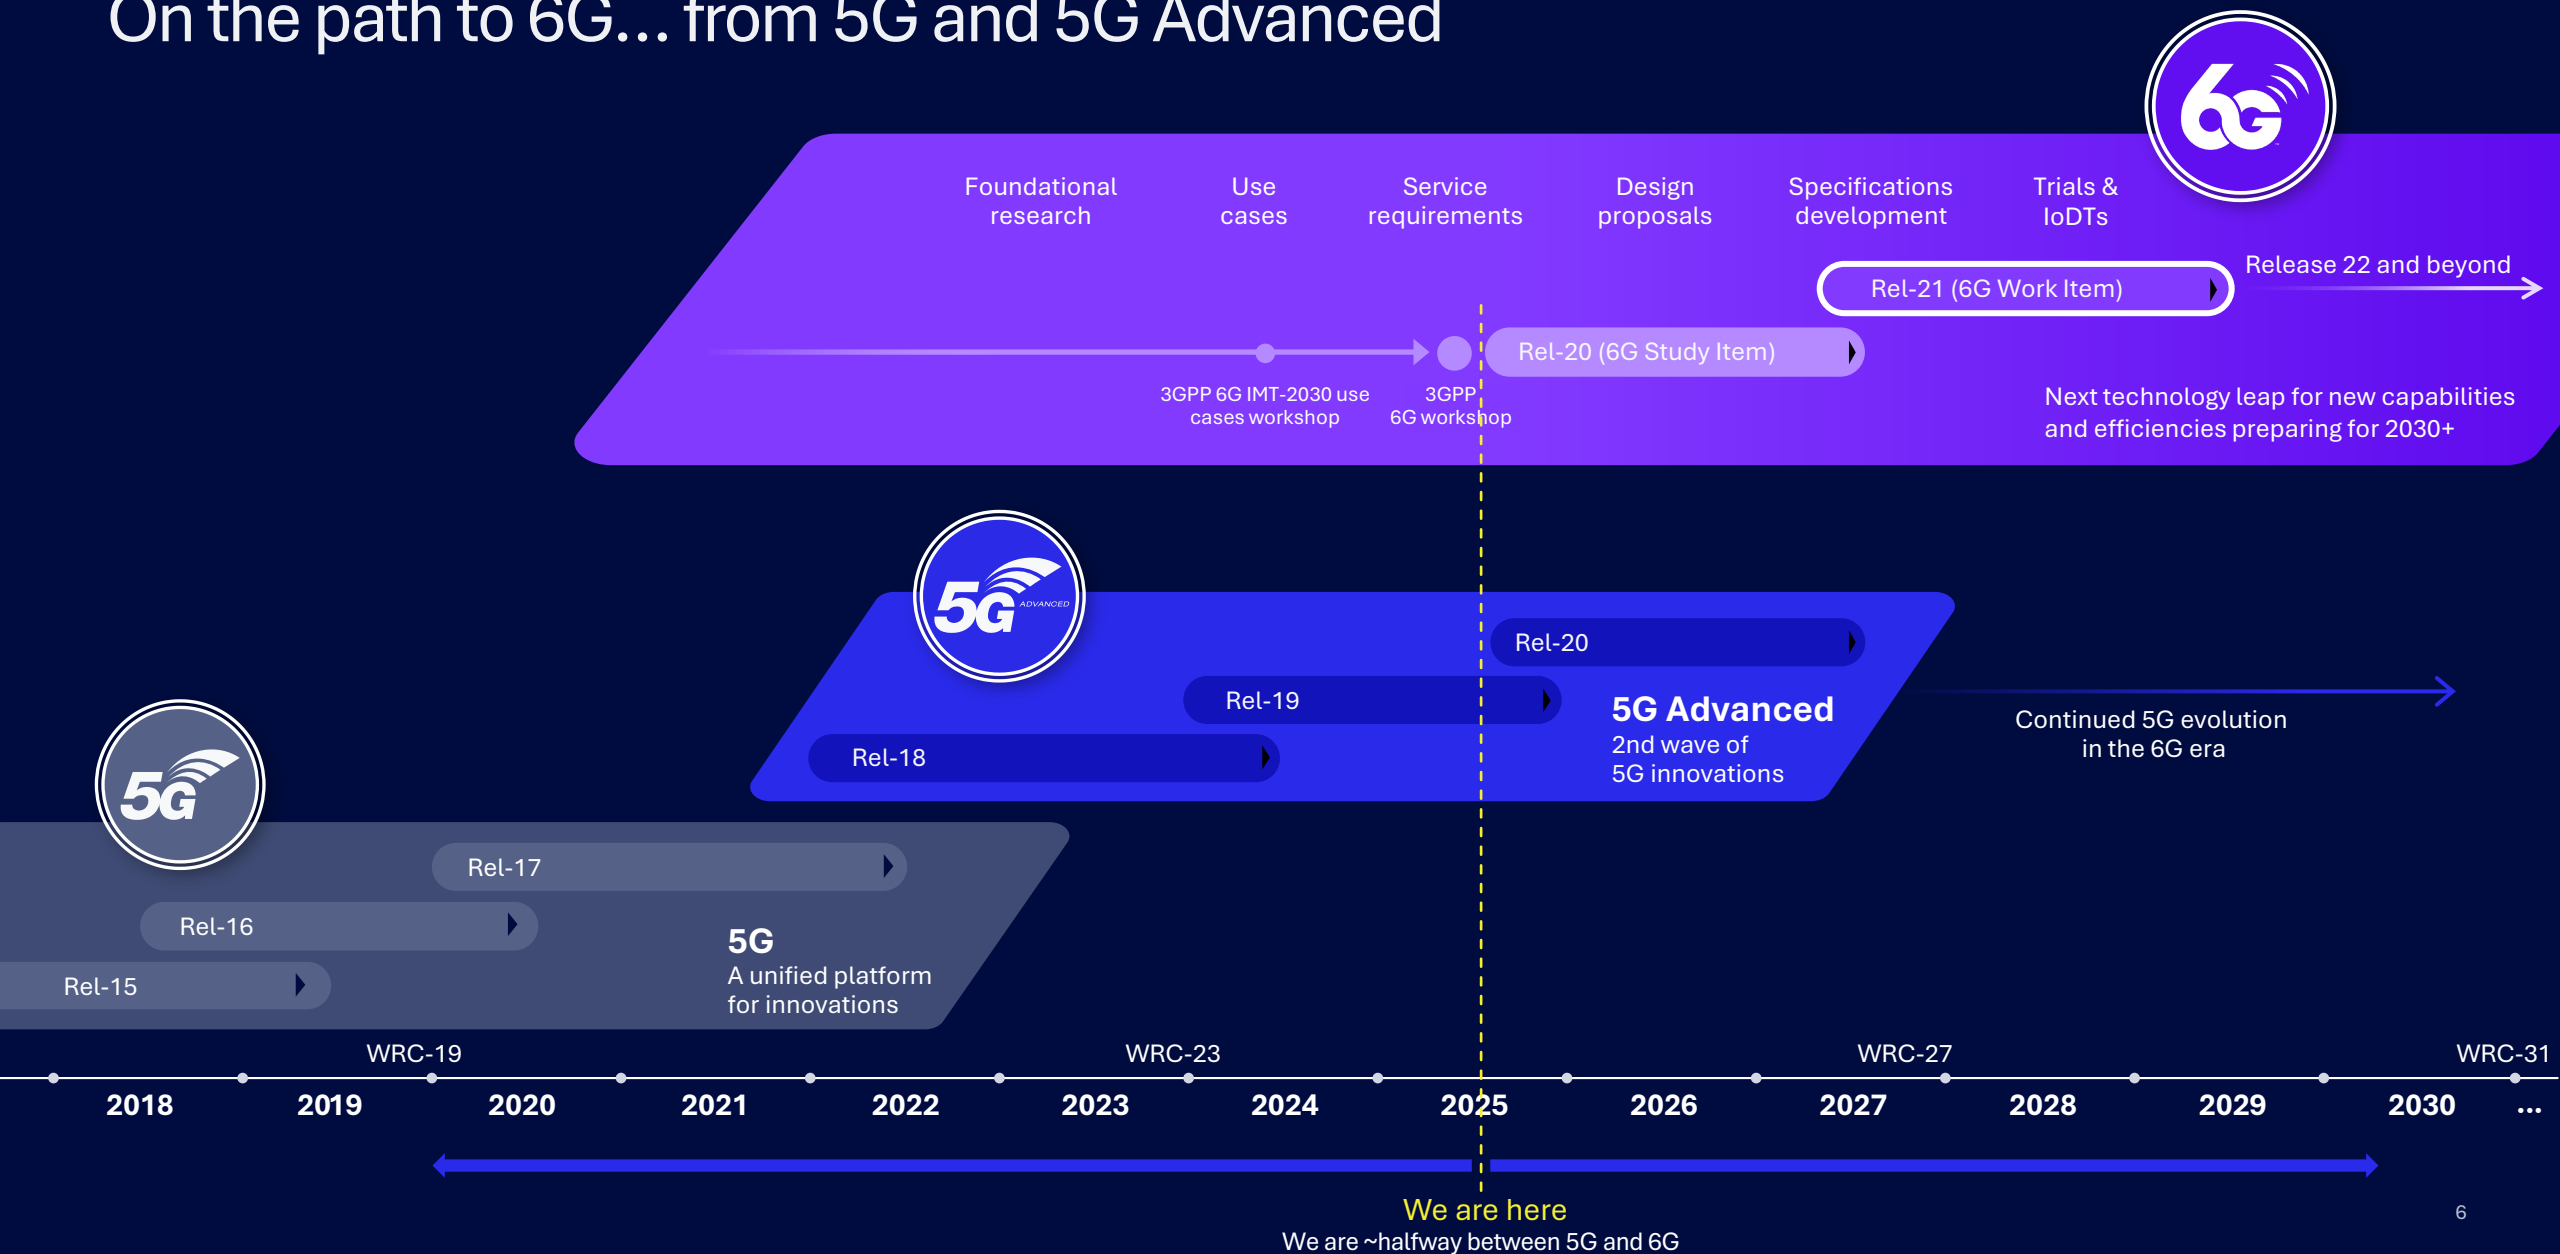 On the path to 6G... from 5G and 5G Advanced
6G
Foundational
research
Use
cases
Service
requirements
Design
proposals
Specifications
development
Trials &
IoDTs
Release 22 and beyond
Rel-21 (6G Work Item)
Rel-20 (6G Study Item)
3GPP 6G IMT-2030 use
cases workshop
3GPP
6G workshop
Next technology leap for new capabilities
and efficiencies preparing for 2030+
5G ADVANCED
Rel-20
Rel-19
Rel-18
5G Advanced
2nd wave of
5G innovations
Continued 5G evolution
in the 6G era
5G
Rel-17
Rel-16
Rel-15
5G
A unified platform
for innovations
WRC-19 WRC-23 WRC-27 WRC-31
2018 2019 2020 2021 2022 2023 2024 2025 2026 2027 2028 2029 2030 ...
We are here
We are ~halfway between 5G and 6G
6